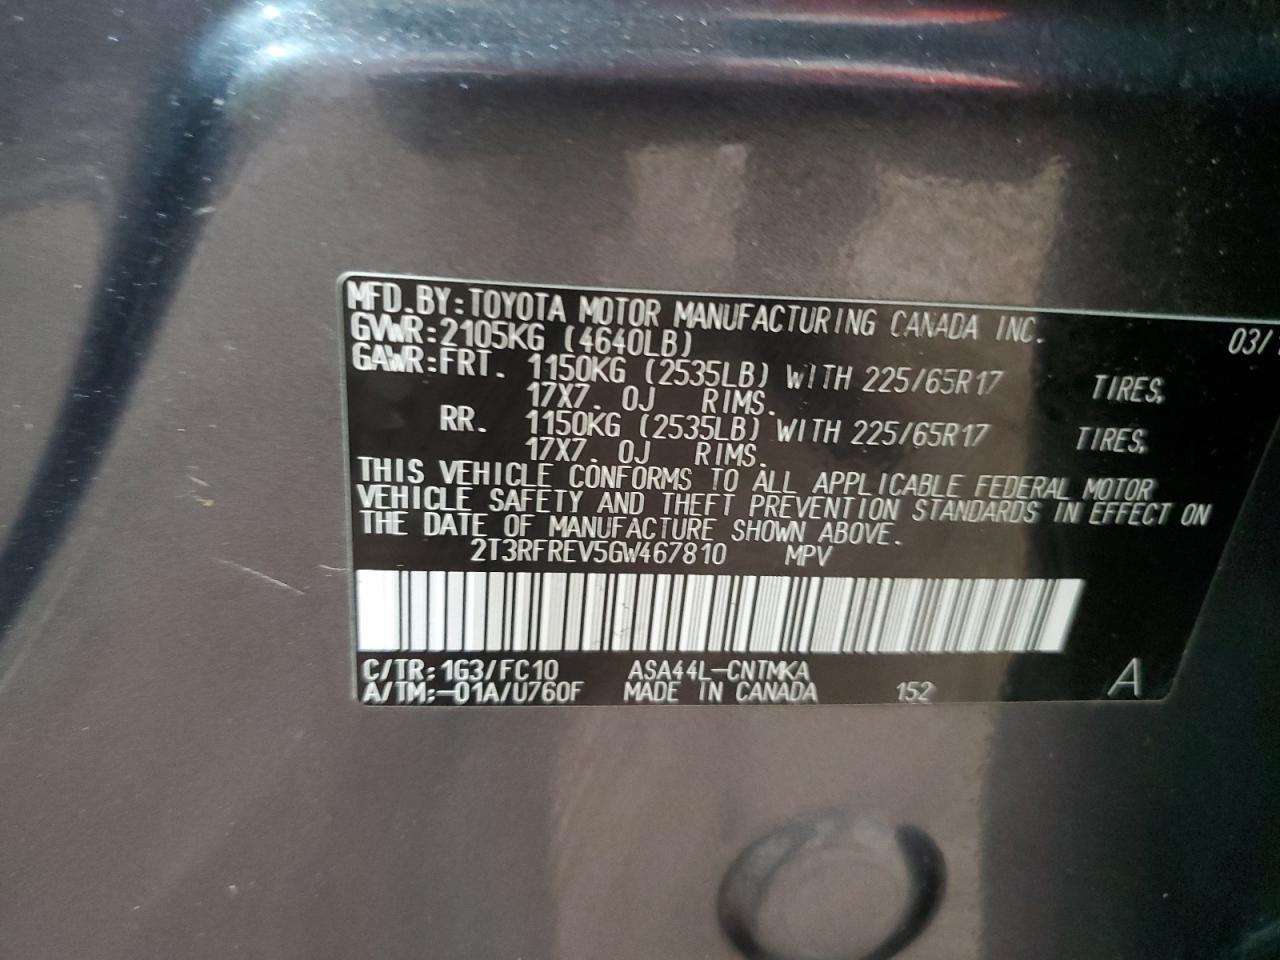 MFD. BY: TOYOTA MOTOR MANUFACTURING CANADA INC.
GVWR: 2105KG (4640LB) 03/
GAWR: FRT. 1150KG (2535LB) WITH 225/65R17 TIRES,
17X7. 0J RIMS.
RR. 1150KG (2535LB) WITH 225/65R17 TIRES,
17X7. 0J RIMS.
THIS VEHICLE CONFORMS TO ALL APPLICABLE FEDERAL MOTOR
VEHICLE SAFETY AND THEFT PREVENTION STANDARDS IN EFFECT ON
THE DATE OF MANUFACTURE SHOWN ABOVE.
2T3RFREV5GW467810 MPV
C/TR: 1G3/FC10 ASA44L-CNTMKA
A/TM:-01A/U760F MADE IN CANADA 152 A